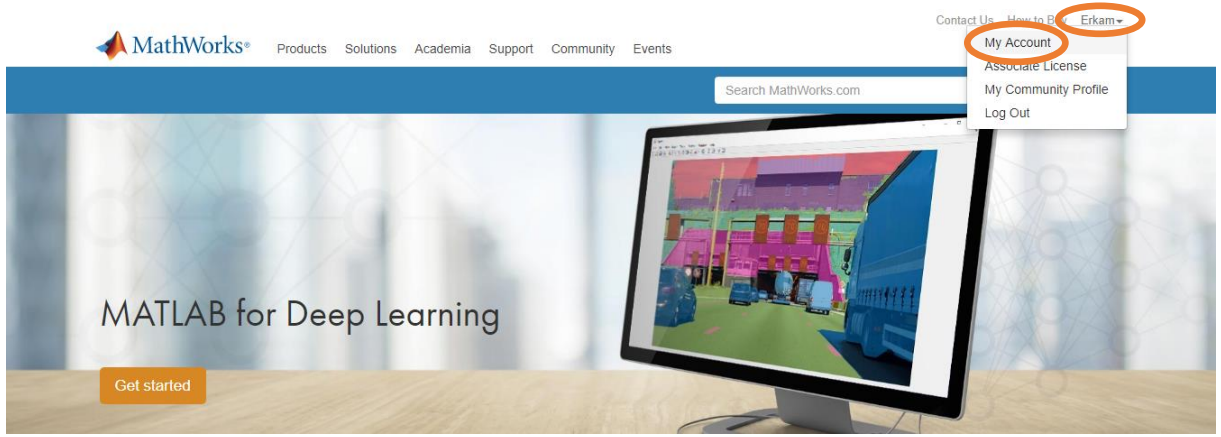 Contact Us How to Buy Erkam
MathWorks®
Products Solutions Academia Support Community Events
My Account
Associate License
My Community Profile
Log Out
Search MathWorks.com
MATLAB for Deep Learning
Get started